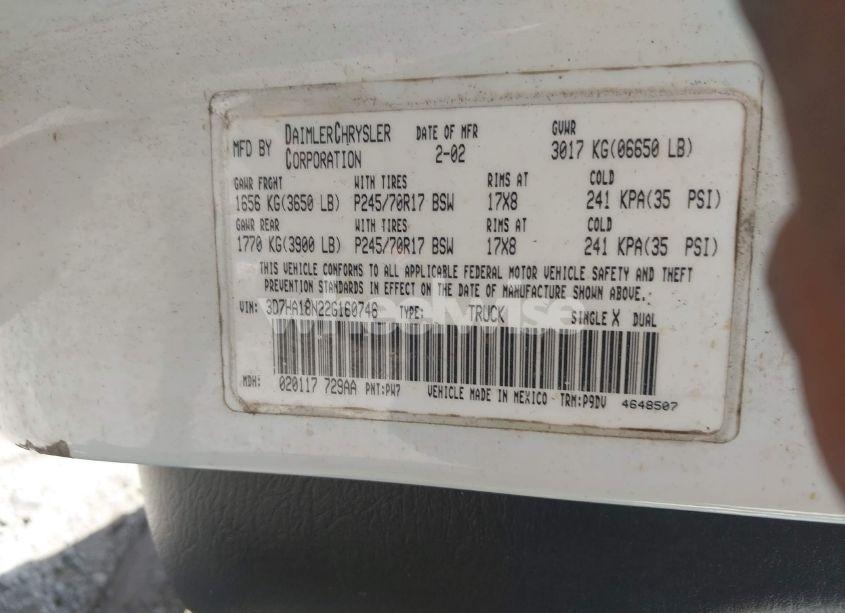 MFD BY DAIMLERCHRYSLER CORPORATION DATE OF MFR 2-02 GVWR 3017 KG(06650 LB)
GAWR FRONT WITH TIRES RIMS AT COLD
1656 KG(3650 LB) P245/70R17 BSW 17X8 241 KPA(35 PSI)
GAWR REAR WITH TIRES RIMS AT COLD
1770 KG(3900 LB) P245/70R17 BSW 17X8 241 KPA(35 PSI)
THIS VEHICLE CONFORMS TO ALL APPLICABLE FEDERAL MOTOR VEHICLE SAFETY AND THEFT
PREVENTION STANDARDS IN EFFECT ON THE DATE OF MANUFACTURE SHOWN ABOVE.
VIN: 3D7HA18N22G160746 TYPE: TRUCK SINGLE X DUAL
MDH: 020117 729AA PNT:PW7 VEHICLE MADE IN MEXICO TRM:P9DV 4648507